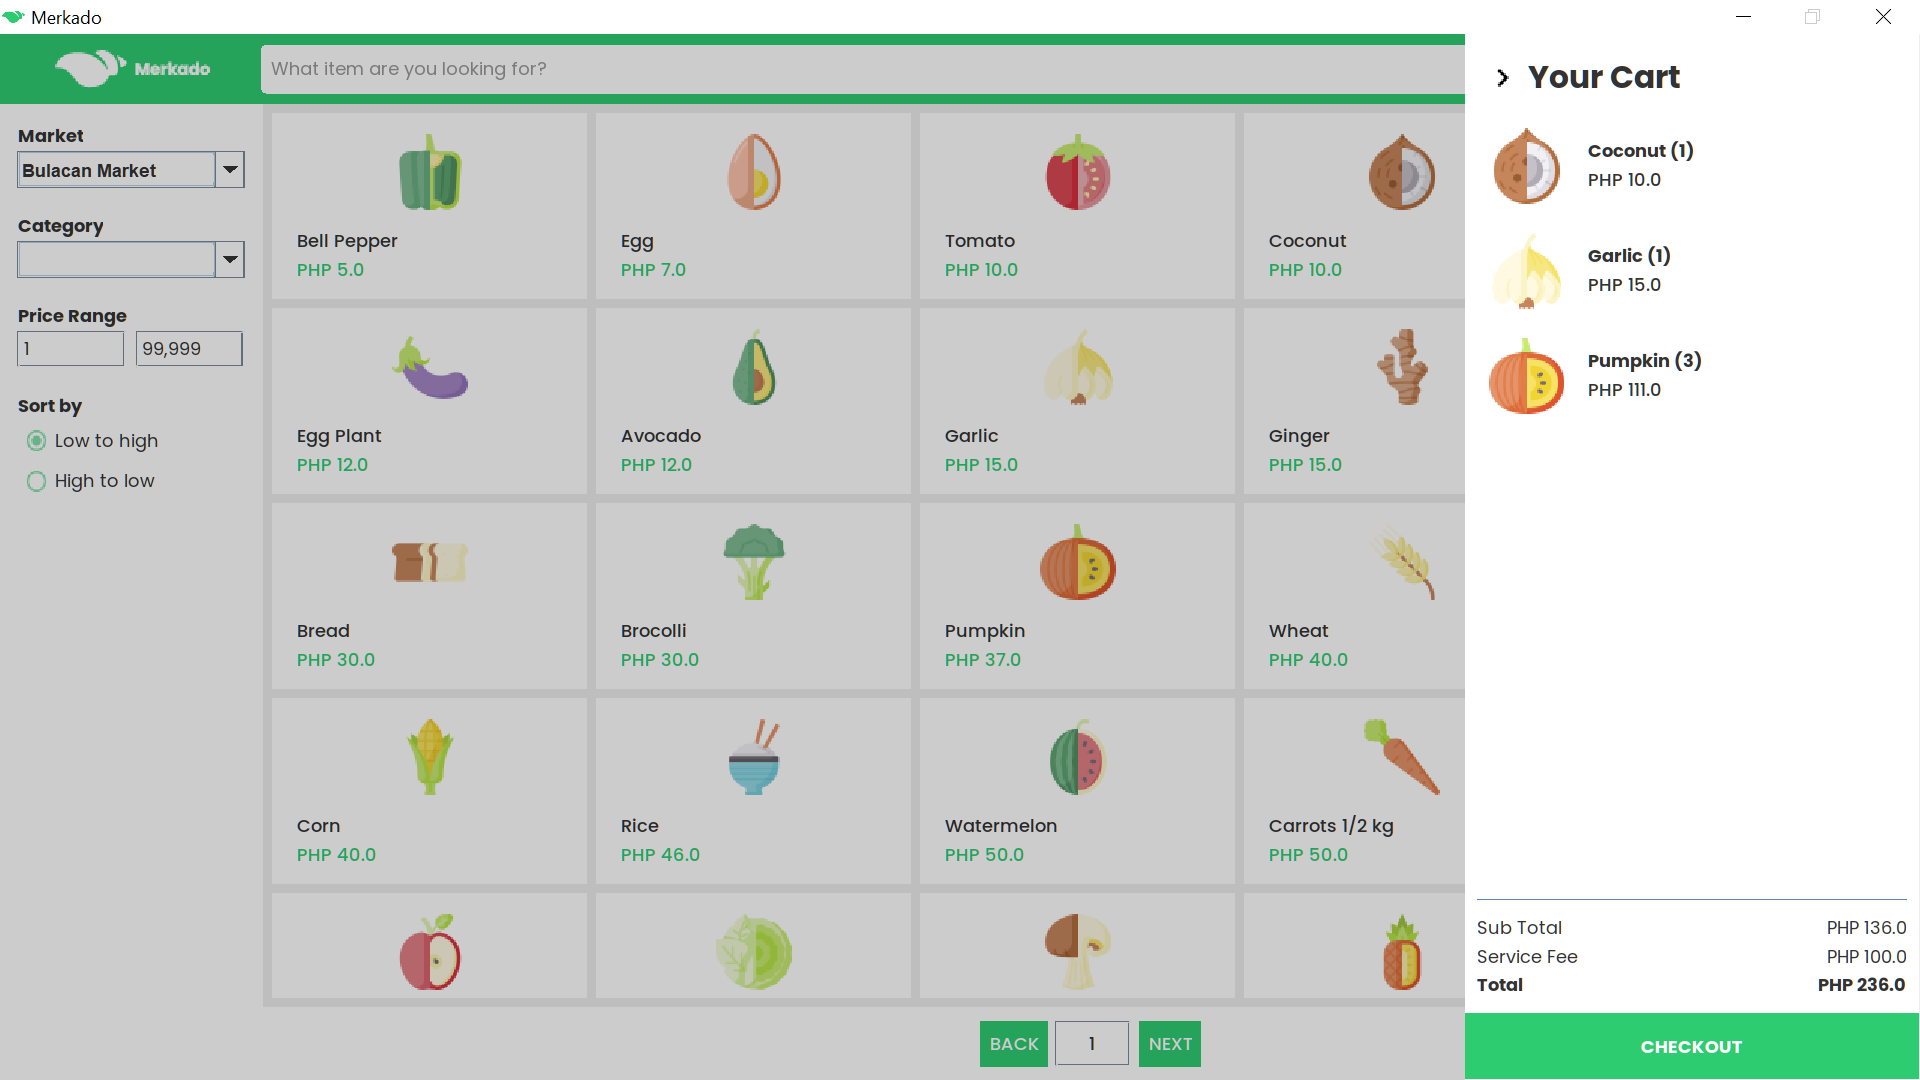 Merkado
Merkado
What item are you looking for?
Market
Bulacan Market
Category
Price Range
1
99,999
Sort by
Low to high
High to low
Bell Pepper
PHP 5.0
Egg
PHP 7.0
Tomato
PHP 10.0
Coconut
PHP 10.0
Egg Plant
PHP 12.0
Avocado
PHP 12.0
Garlic
PHP 15.0
Ginger
PHP 15.0
Bread
PHP 30.0
Brocolli
PHP 30.0
Pumpkin
PHP 37.0
Wheat
PHP 40.0
Corn
PHP 40.0
Rice
PHP 46.0
Watermelon
PHP 50.0
Carrots 1/2 kg
PHP 50.0
BACK
1
NEXT
Your Cart
Coconut (1)
PHP 10.0
Garlic (1)
PHP 15.0
Pumpkin (3)
PHP 111.0
Sub Total PHP 136.0
Service Fee PHP 100.0
Total PHP 236.0
CHECKOUT